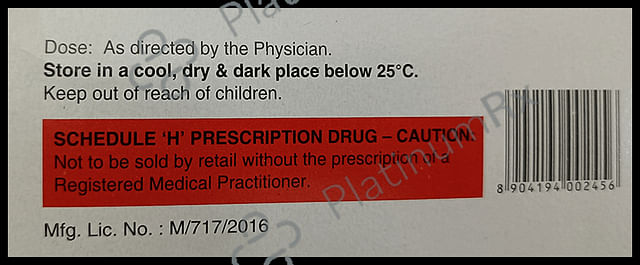 Dose: As directed by the Physician.
Store in a cool, dry & dark place below 25°C.
Keep out of reach of children.
SCHEDULE 'H' PRESCRIPTION DRUG – CAUTION.
Not to be sold by retail without the prescription of a
Registered Medical Practitioner.
8 904194 002456
Mfg. Lic. No. : M/717/2016
PlatinumRx